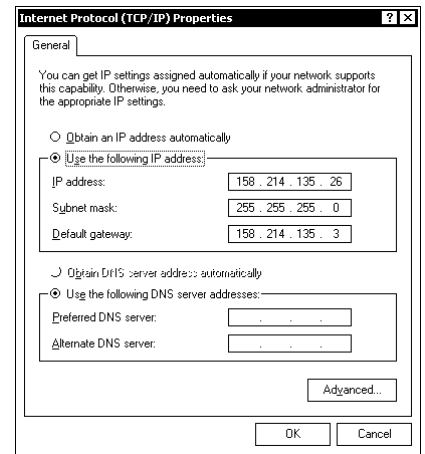 Internet Protocol (TCP/IP) Properties
General
You can get IP settings assigned automatically if your network supports
this capability. Otherwise, you need to ask your network administrator for
the appropriate IP settings.
Obtain an IP address automatically
Use the following IP address:
IP address: 158 . 214 . 135 . 26
Subnet mask: 255 . 255 . 255 . 0
Default gateway: 158 . 214 . 135 . 3
Obtain DNS server address automatically
Use the following DNS server addresses:
Preferred DNS server: . . .
Alternate DNS server: . . .
Advanced...
OK Cancel